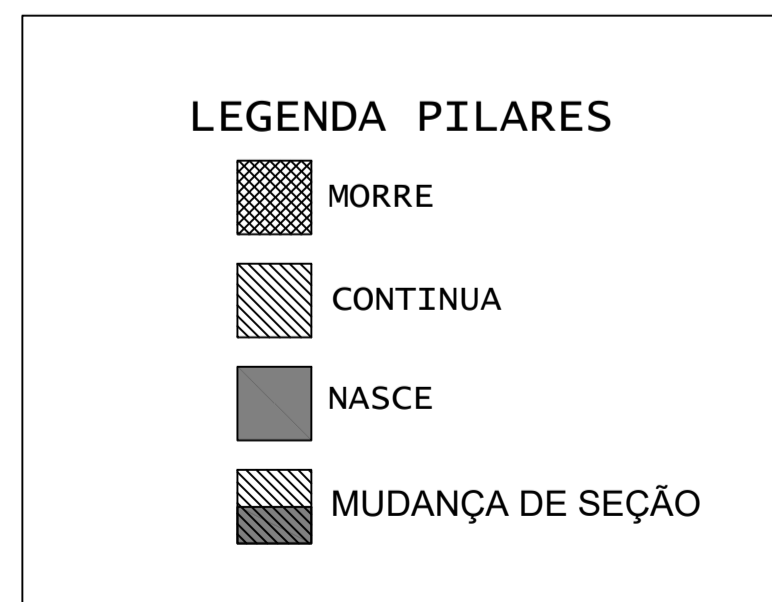 LEGENDA PILARES
MORRE
CONTINUA
NASCE
MUDANÇA DE SEÇÃO